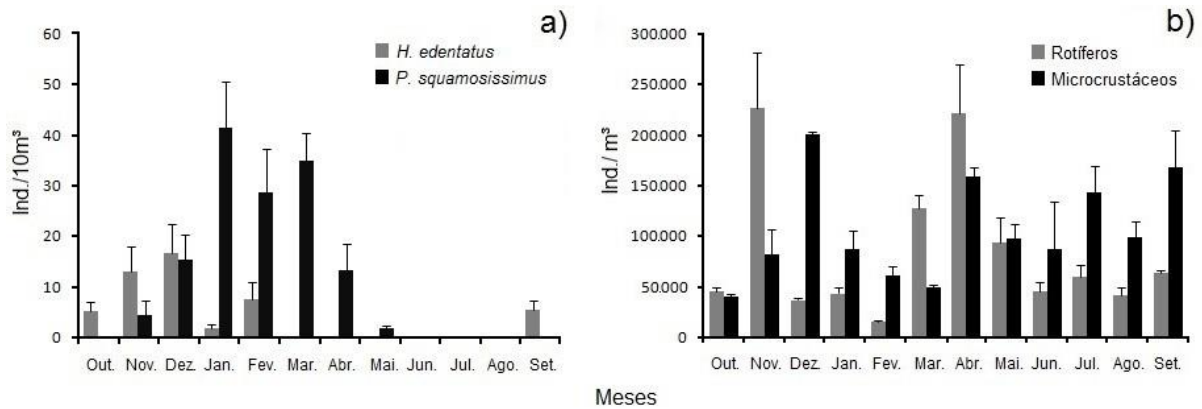 a)
60
50
40
30
20
10
0
Ind./10m³
H. edentatus
P. squamosissimus
Out. Nov. Dez. Jan. Fev. Mar. Abr. Mai. Jun. Jul. Ago. Set.
b)
300.000
250.000
200.000
150.000
100.000
50.000
0
Ind./ m³
Rotíferos
Microcrustáceos
Out. Nov. Dez. Jan. Fev. Mar. Abr. Mai. Jun. Jul. Ago. Set.
Meses